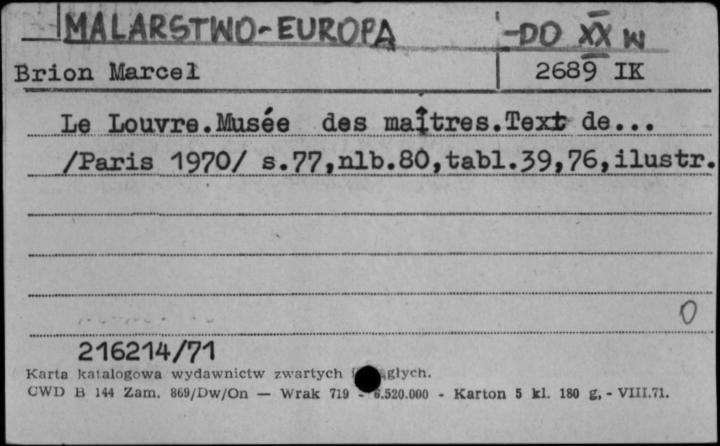 MALARSTWO-EUROPA -DO XX W
Brion Marcel 2689 IK
Le Louvre.Musée des maîtres.Text de...
/Paris 1970/ s.77,nlb.80,tabl.39,76,ilustr.
0
216214/71
Karta katalogowa wydawnictw zwartych
CWD B 144 Zam. 869/Dw/On — Wrak 719 - 6.520.000 - Karton 5 kl. 180 g, - VIII.71.